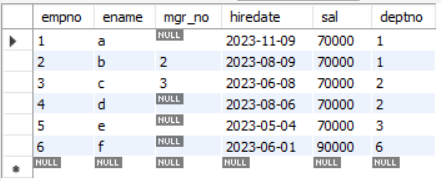 empno ename mgr_no hiredate sal deptno
1 a NULL 2023-11-09 70000 1
2 b 2 2023-08-09 70000 1
3 c 3 2023-06-08 70000 2
4 d NULL 2023-08-06 70000 2
5 e NULL 2023-05-04 70000 3
6 f NULL 2023-06-01 90000 6
NULL NULL NULL NULL NULL NULL